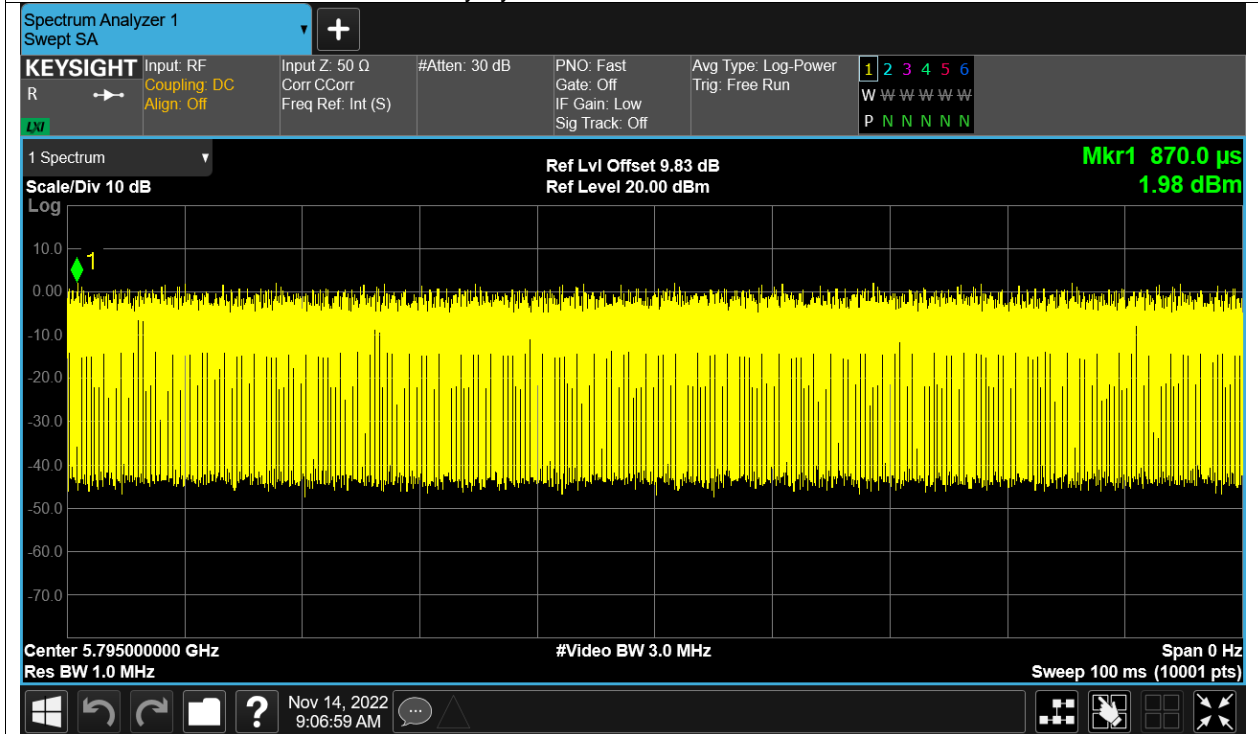 Spectrum Analyzer 1
Swept SA
KEYSIGHT
R
LXI
Input: RF
Coupling: DC
Align: Off
Input Z: 50 Ω
Corr CCorr
Freq Ref: Int (S)
#Atten: 30 dB
PNO: Fast
Gate: Off
IF Gain: Low
Sig Track: Off
Avg Type: Log-Power
Trig: Free Run
1 2 3 4 5 6
W W W W W W
P N N N N N
1 Spectrum
Scale/Div 10 dB
Ref Lvl Offset 9.83 dB
Ref Level 20.00 dBm
Mkr1 870.0 µs
1.98 dBm
Log
10.0
1
0.00
-10.0
-20.0
-30.0
-40.0
-50.0
-60.0
-70.0
Center 5.795000000 GHz
#Video BW 3.0 MHz
Span 0 Hz
Res BW 1.0 MHz
Sweep 100 ms (10001 pts)
?
Nov 14, 2022
9:06:59 AM